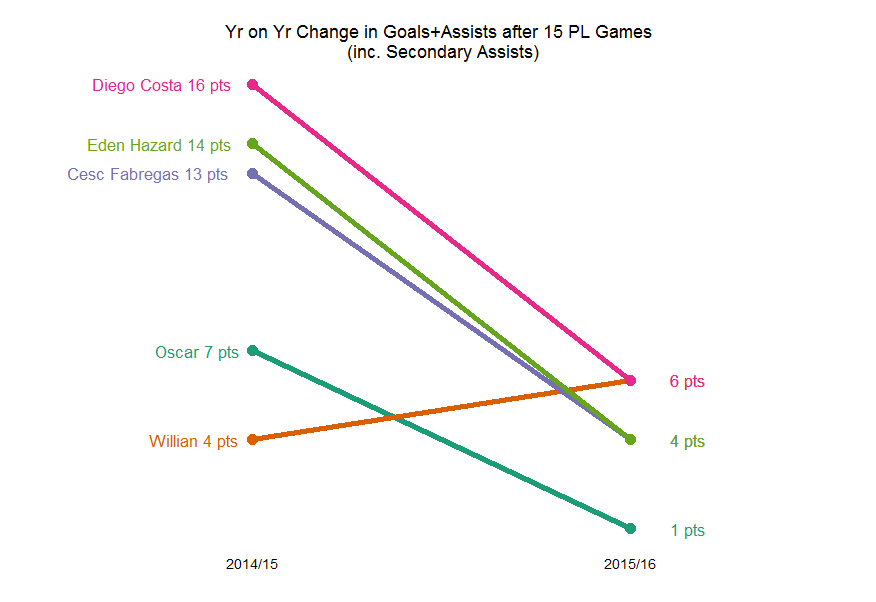 Yr on Yr Change in Goals+Assists after 15 PL Games
(inc. Secondary Assists)
Diego Costa 16 pts
Eden Hazard 14 pts
Cesc Fabregas 13 pts
Oscar 7 pts
6 pts
Willian 4 pts
4 pts
1 pts
2014/15
2015/16